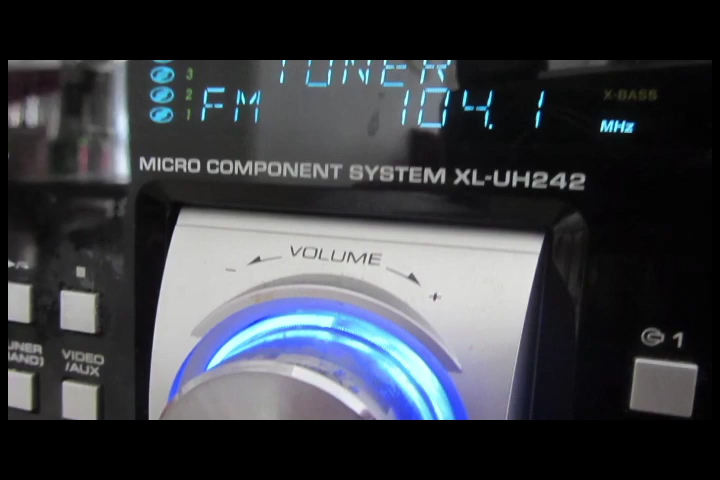 TUNER
3
2
1
FM 104.1 MHz
X-BASS
MICRO COMPONENT SYSTEM XL-UH242
VOLUME
- +
VIDEO
/AUX
1